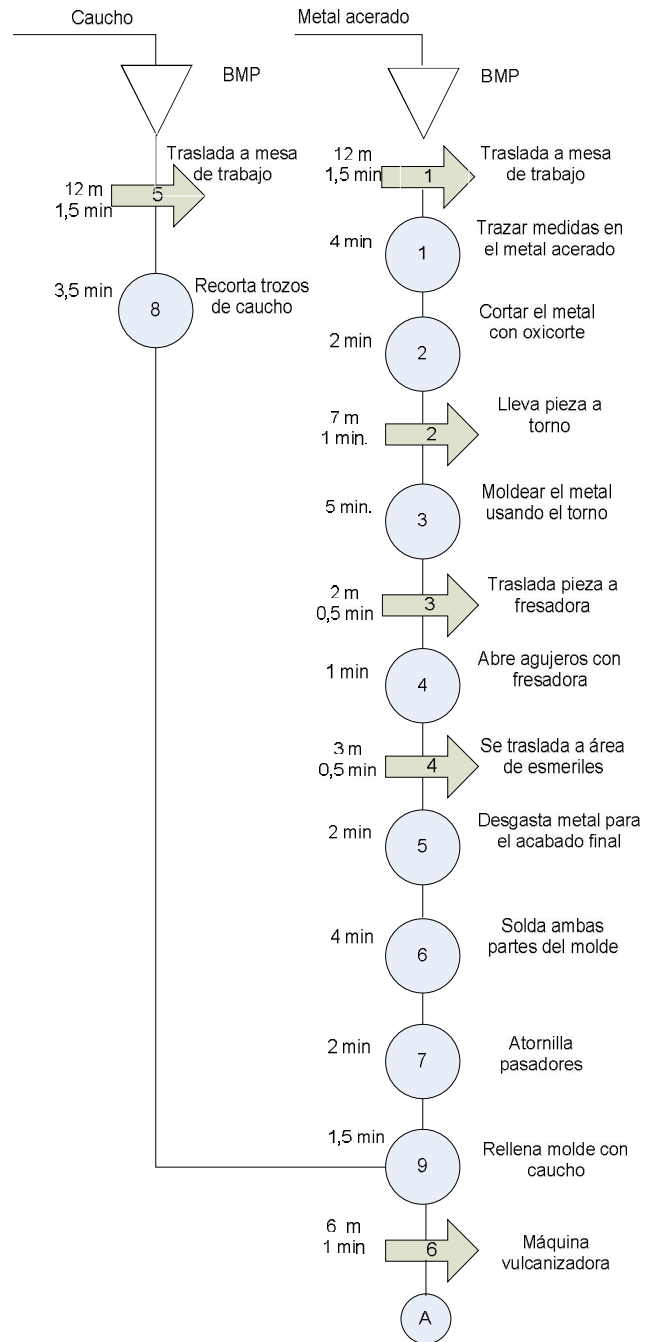 Caucho
Metal acerado
BMP
BMP
Traslada a mesa
de trabajo
12 m
1,5 min
5
12 m
1,5 min
1
Traslada a mesa
de trabajo
3,5 min
8
Recorta trozos
de caucho
4 min
1
Trazar medidas en
el metal acerado
2 min
2
Cortar el metal
con oxicorte
7 m
1 min.
2
Lleva pieza a
torno
5 min.
3
Moldear el metal
usando el torno
2 m
0,5 min
3
Traslada pieza a
fresadora
1 min
4
Abre agujeros con
fresadora
3 m
0,5 min
4
Se traslada a área
de esmeriles
2 min
5
Desgasta metal para
el acabado final
4 min
6
Solda ambas
partes del molde
2 min
7
Atornilla
pasadores
1,5 min
9
Rellena molde con
caucho
6 m
1 min
6
Máquina
vulcanizadora
A